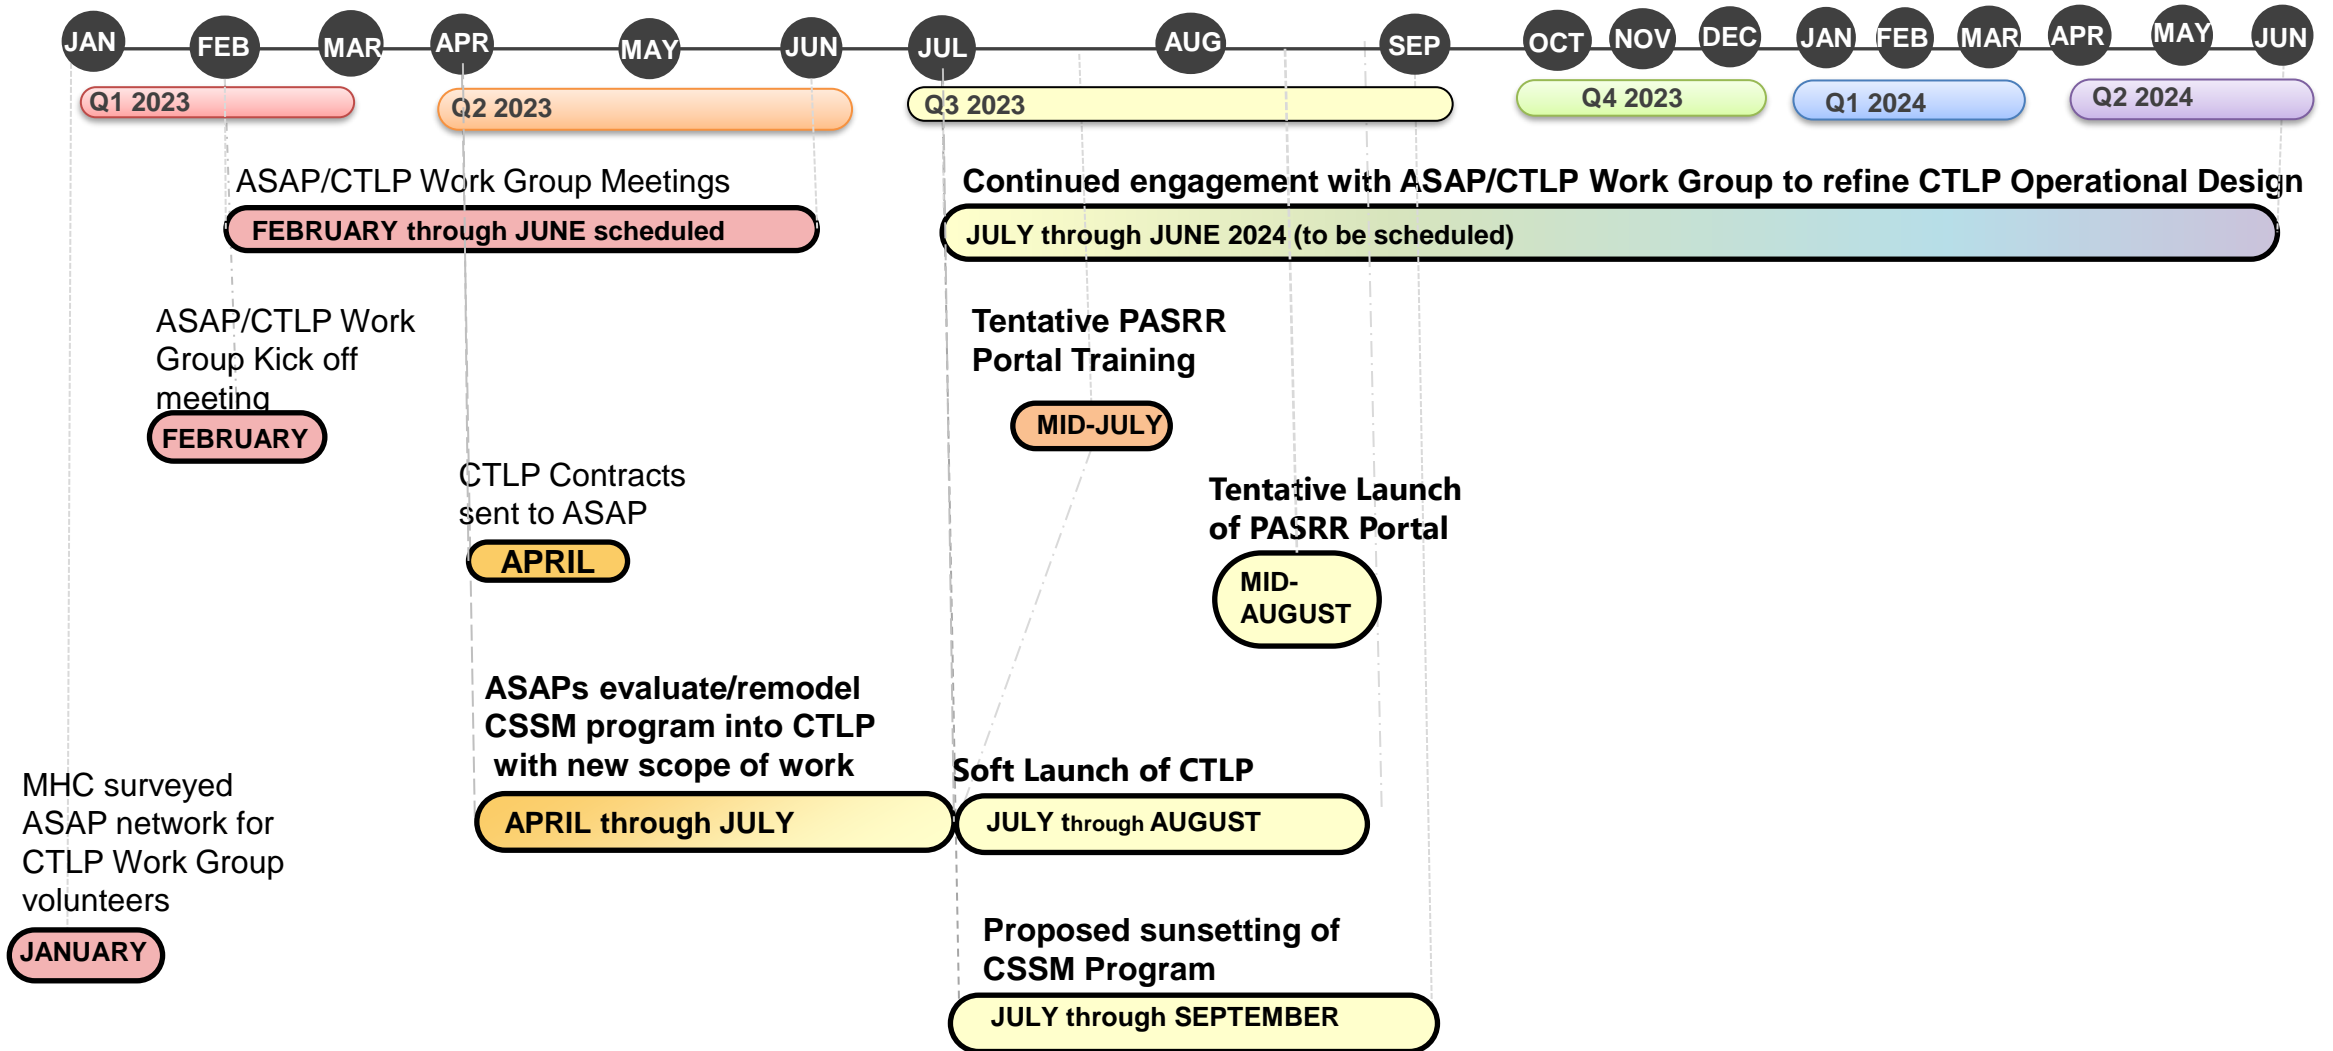 JAN FEB MAR APR MAY JUN JUL AUG SEP OCT NOV DEC JAN FEB MAR APR MAY JUN
Q1 2023 Q2 2023 Q3 2023 Q4 2023 Q1 2024 Q2 2024
ASAP/CTLP Work Group Meetings
FEBRUARY through JUNE scheduled
Continued engagement with ASAP/CTLP Work Group to refine CTLP Operational Design
JULY through JUNE 2024 (to be scheduled)
ASAP/CTLP Work
Group Kick off
meeting
FEBRUARY
Tentative PASRR
Portal Training
MID-JULY
CTLP Contracts
sent to ASAP
APRIL
Tentative Launch
of PASRR Portal
MID-
AUGUST
ASAPs evaluate/remodel
CSSM program into CTLP
with new scope of work
APRIL through JULY
Soft Launch of CTLP
JULY through AUGUST
MHC surveyed
ASAP network for
CTLP Work Group
volunteers
JANUARY
Proposed sunsetting of
CSSM Program
JULY through SEPTEMBER